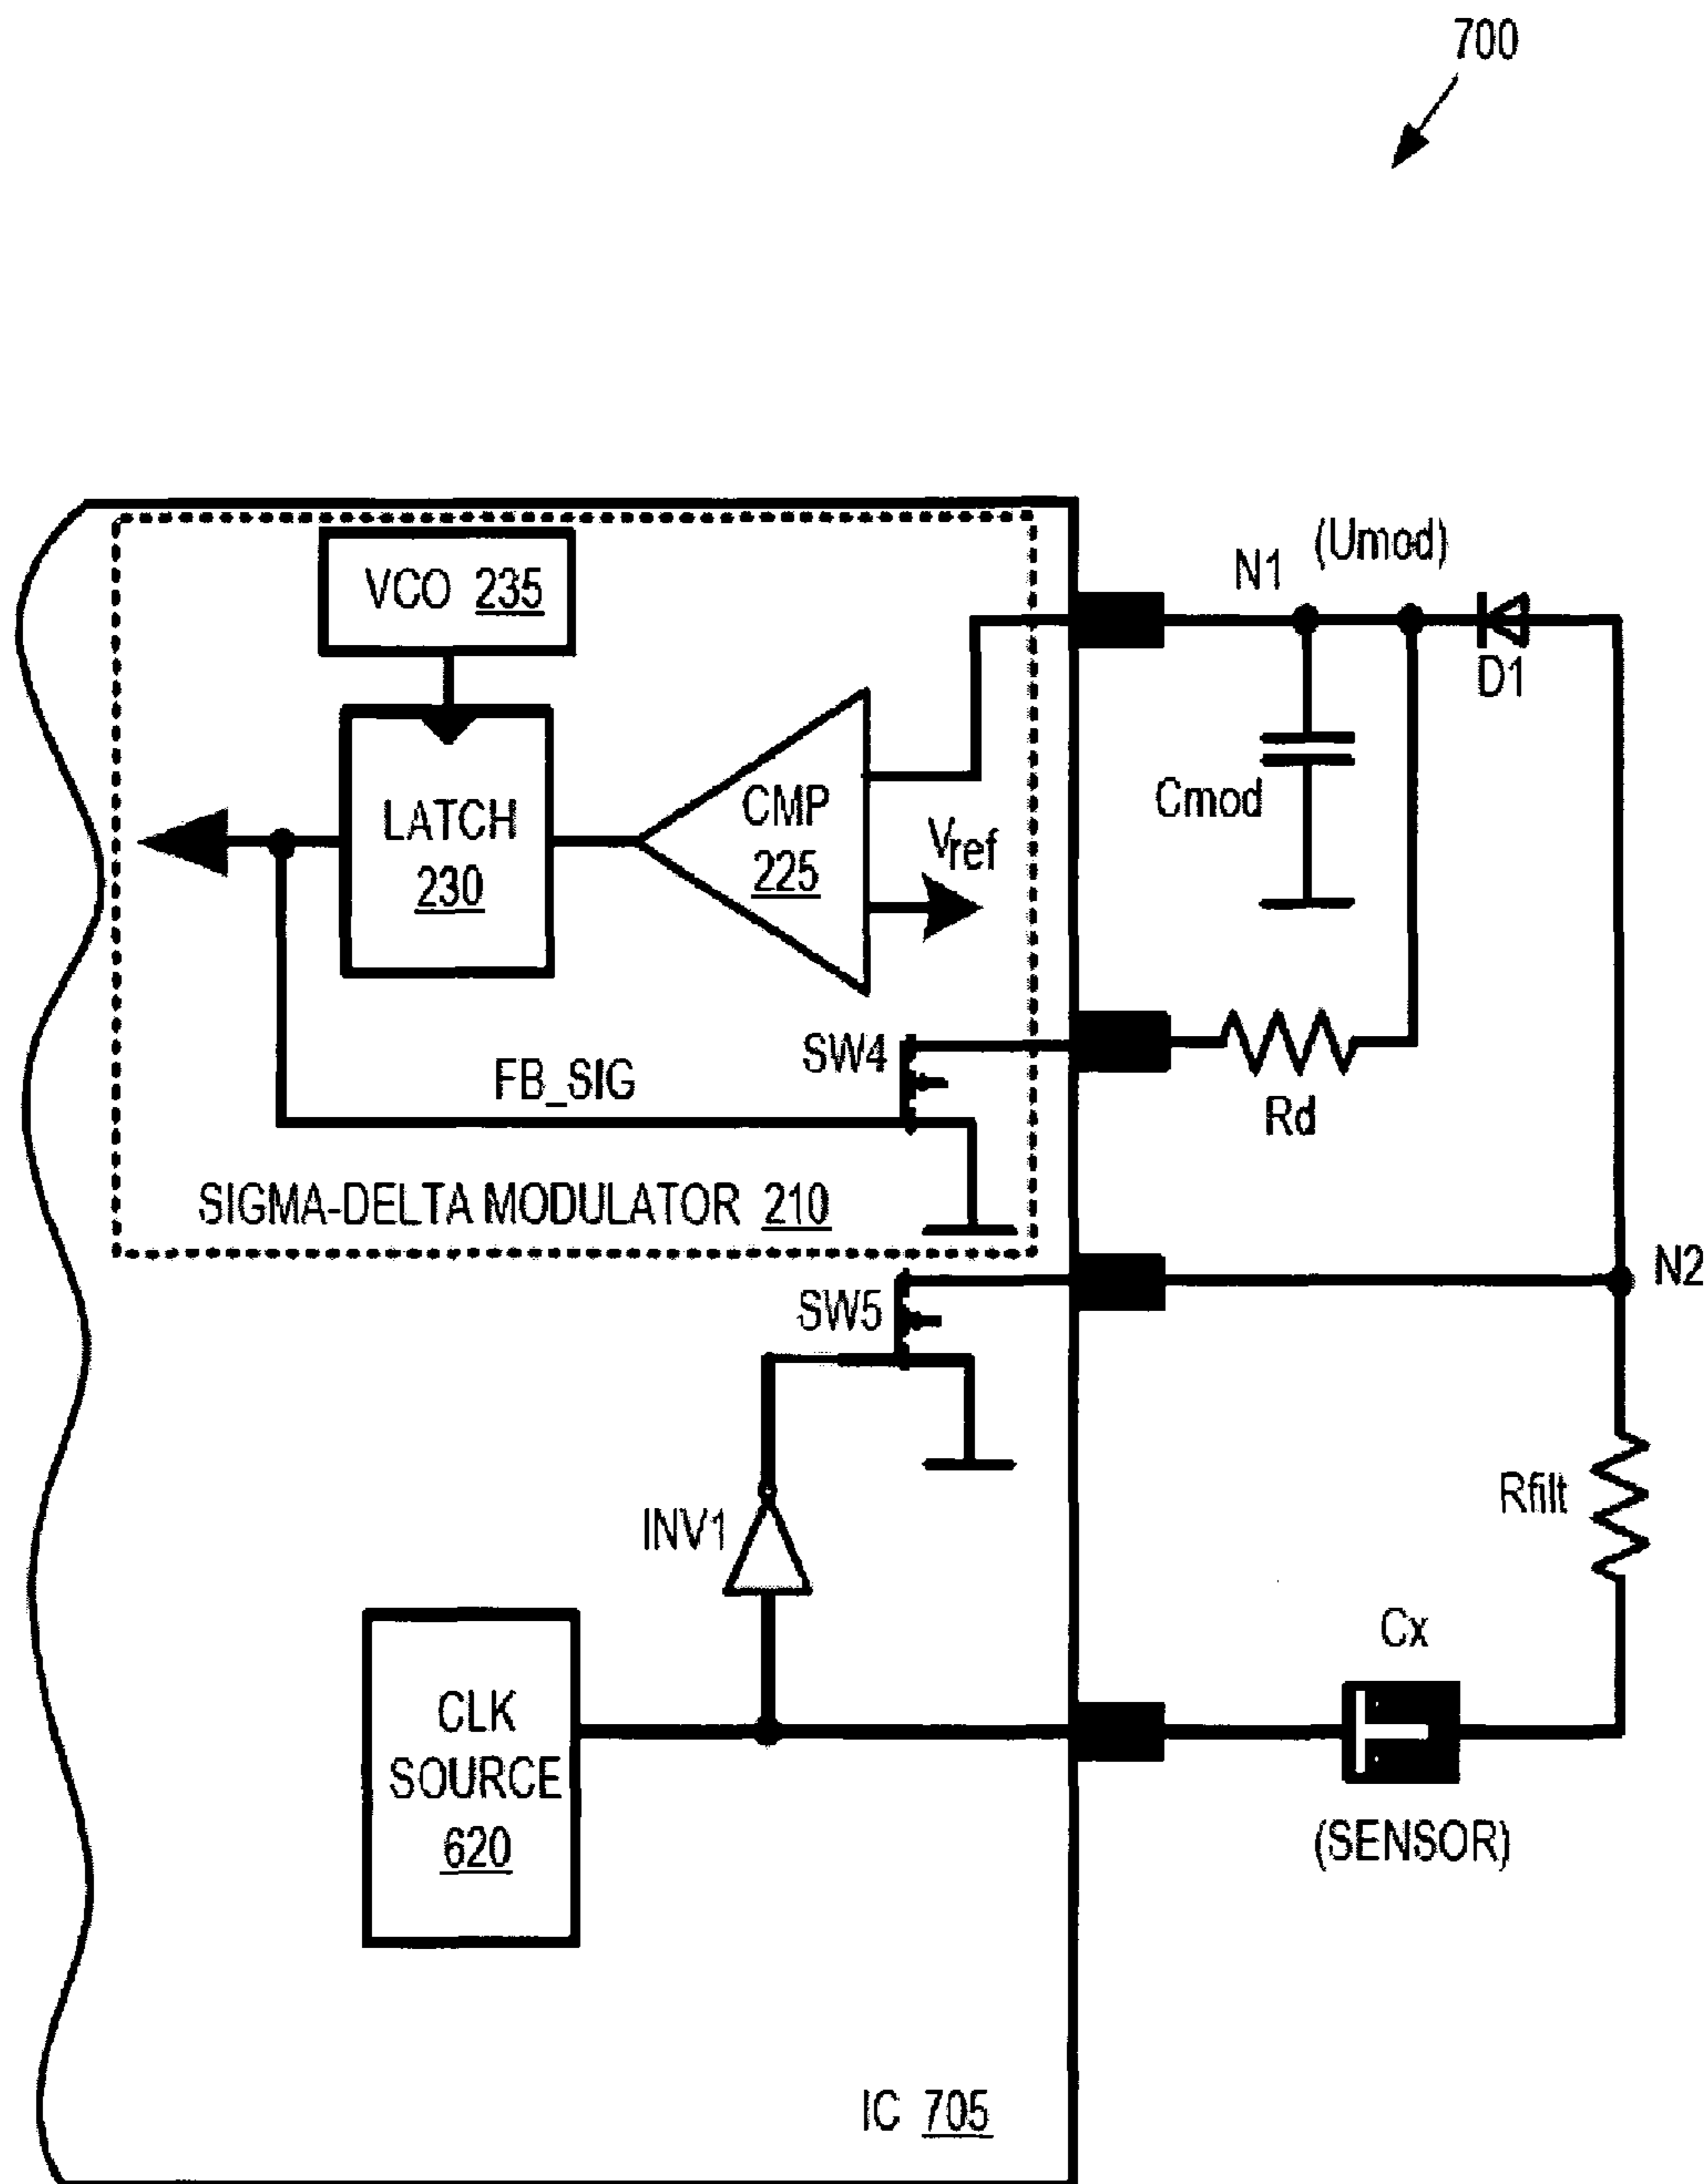 700
VCO 235
N1
(Umod)
D1
LATCH
230
CMP
225
Vref
Cmod
SW4
FB_SIG
Rd
SIGMA-DELTA MODULATOR 210
N2
SW5
INV1
Rfilt
Cx
CLK
SOURCE
620
(SENSOR)
IC 705